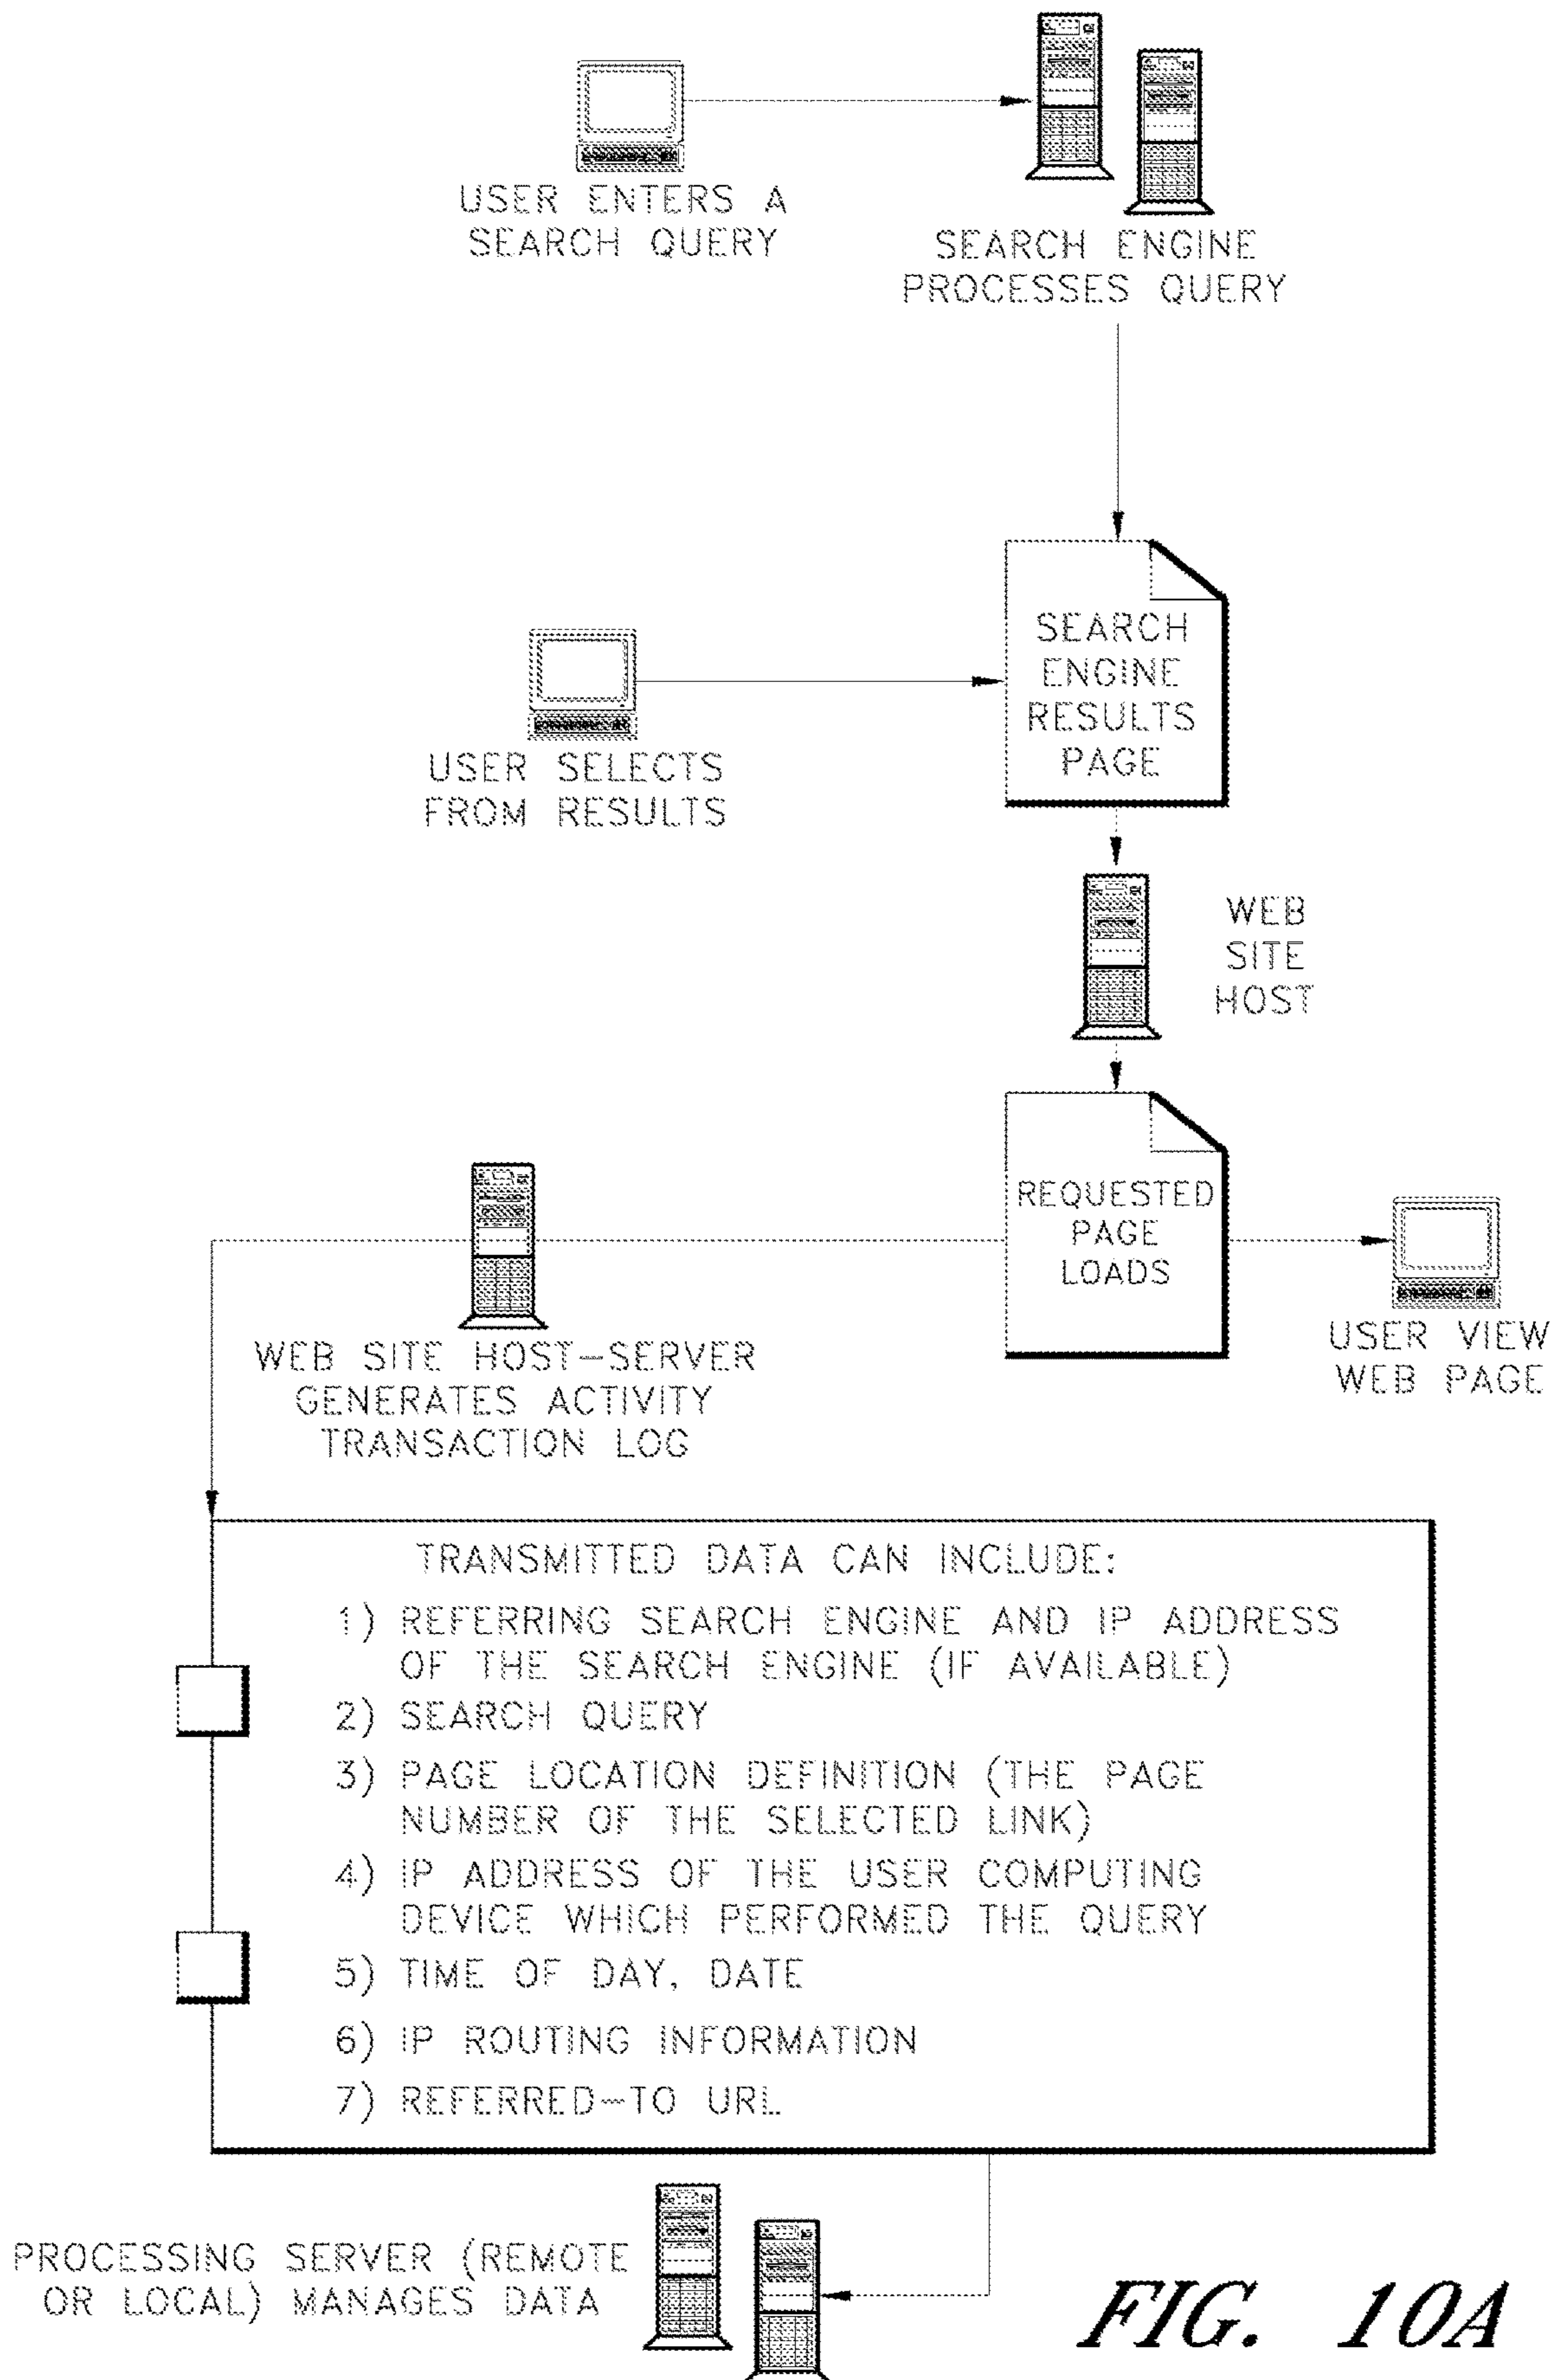 USER ENTERS A
SEARCH QUERY
SEARCH ENGINE
PROCESSES QUERY
SEARCH
ENGINE
RESULTS
PAGE
USER SELECTS
FROM RESULTS
WEB
SITE
HOST
REQUESTED
PAGE
LOADS
USER VIEW
WEB PAGE
WEB SITE HOST-SERVER
GENERATES ACTIVITY
TRANSACTION LOG
TRANSMITTED DATA CAN INCLUDE:
1) REFERRING SEARCH ENGINE AND IP ADDRESS
OF THE SEARCH ENGINE (IF AVAILABLE)
2) SEARCH QUERY
3) PAGE LOCATION DEFINITION (THE PAGE
NUMBER OF THE SELECTED LINK)
4) IP ADDRESS OF THE USER COMPUTING
DEVICE WHICH PERFORMED THE QUERY
5) TIME OF DAY, DATE
6) IP ROUTING INFORMATION
7) REFERRED-TO URL
PROCESSING SERVER (REMOTE
OR LOCAL) MANAGES DATA
FIG. 10A